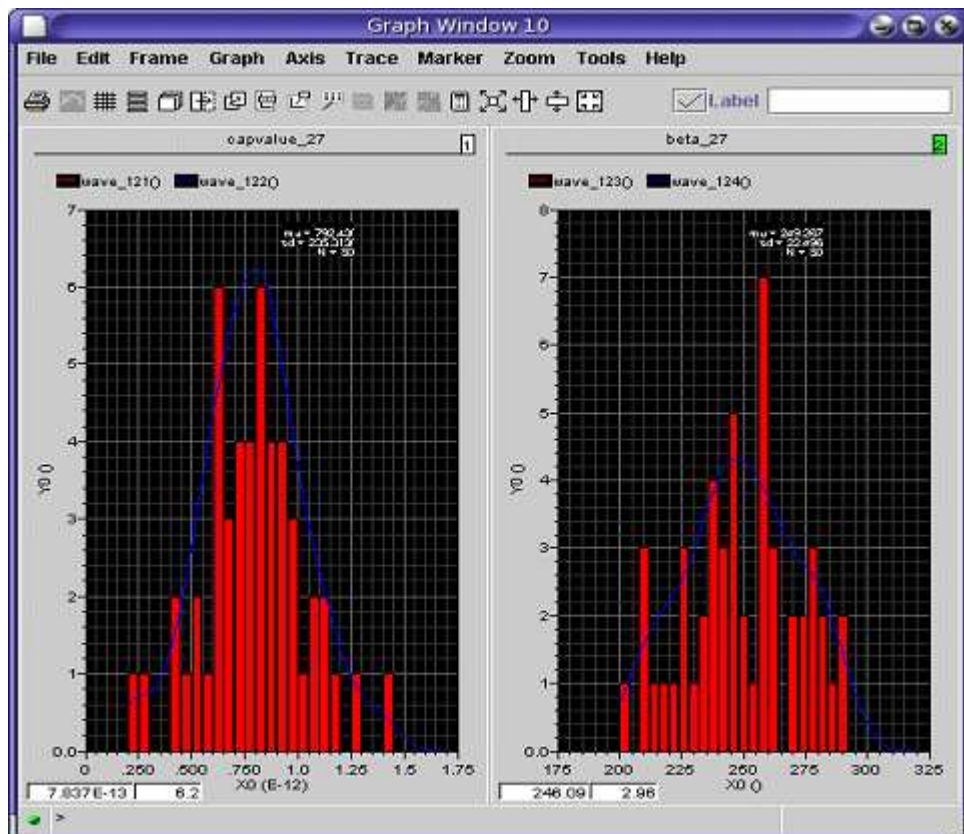 Graph Window 10
File Edit Frame Graph Axis Trace Marker Zoom Tools Help
Label
capvalue_27
1
wave_121() wave_122()
7
6
5
4
3
2
1
0.0
Y0 ()
N = 50
0 .250 .500 .750 1.0 1.25 1.5 1.75
X0 (E-12)
7.837E-13 6.2
beta_27
2
wave_123() wave_124()
8
7
6
5
4
3
2
1
0.0
Y0 ()
N = 50
175 200 225 250 275 300 325
X0 ()
246.09 2.96
>